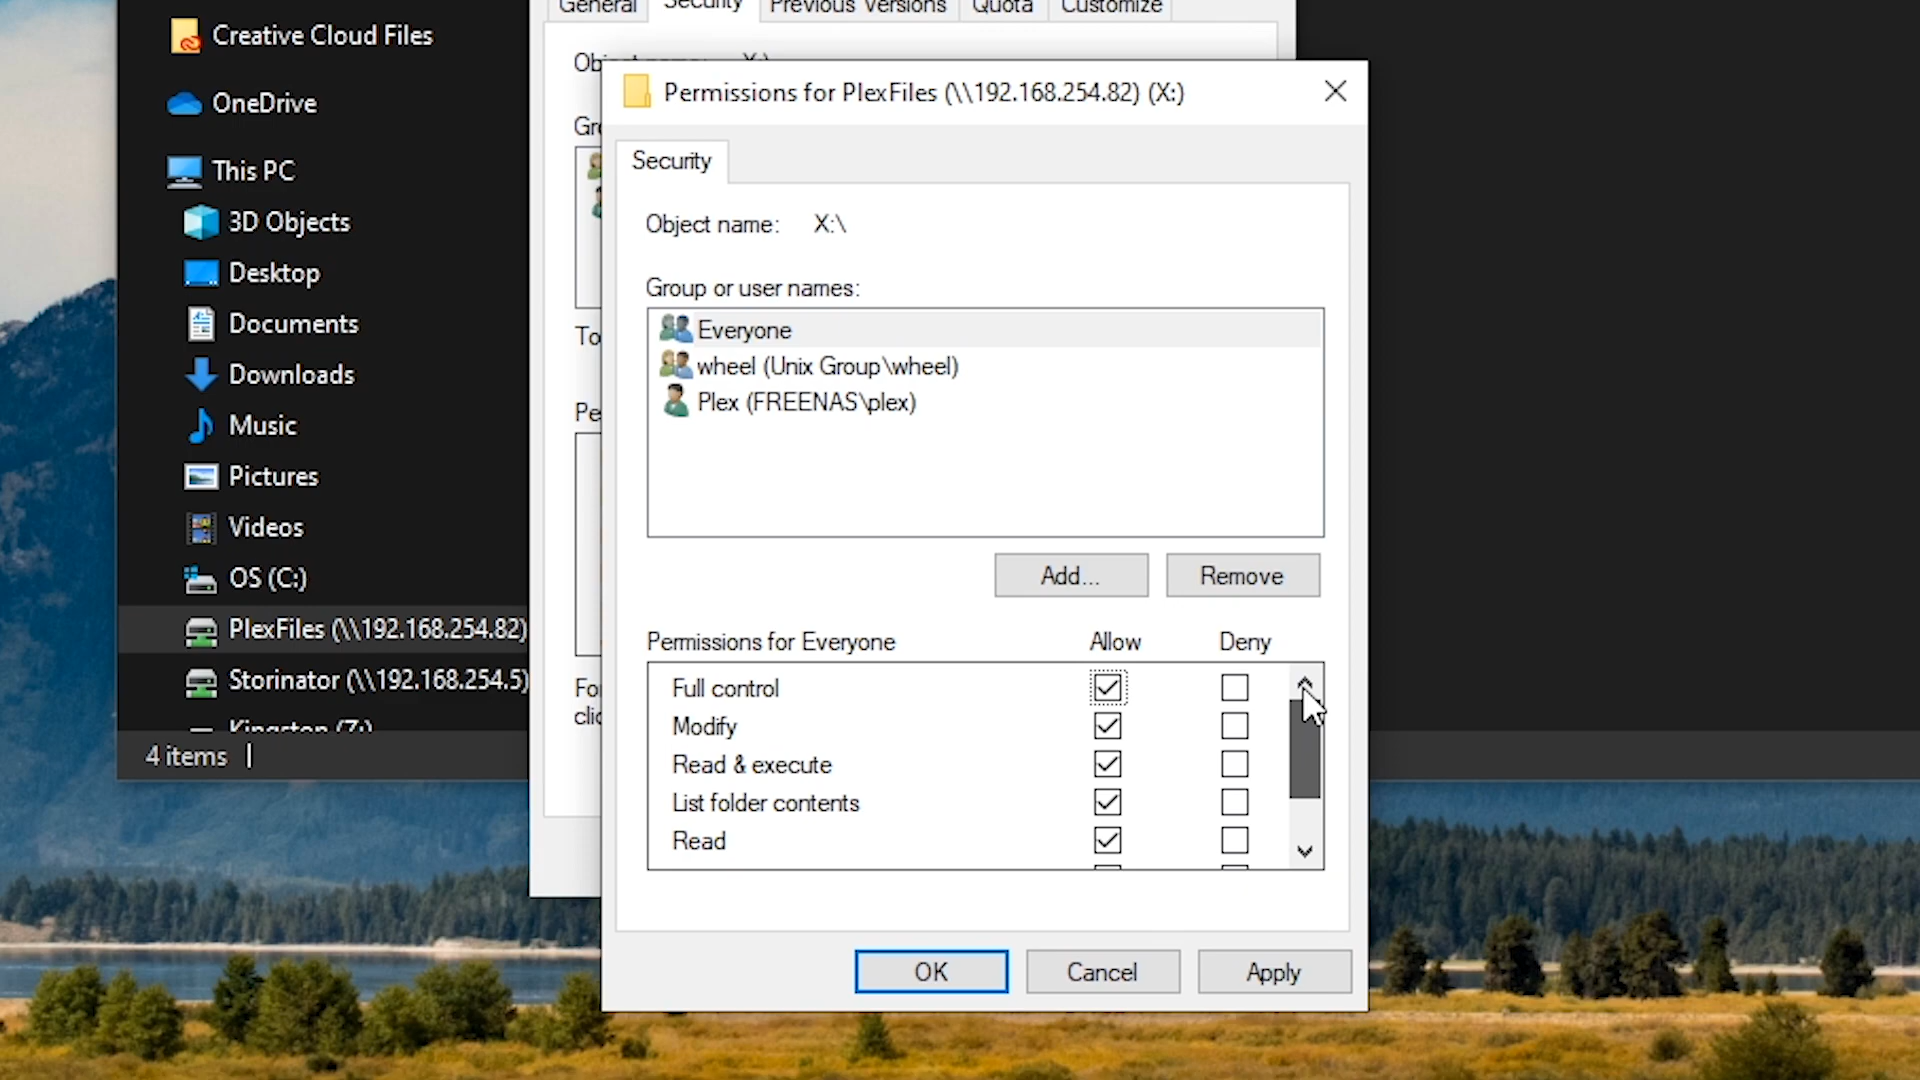 Creative Cloud Files
OneDrive
This PC
3D Objects
Desktop
Documents
Downloads
Music
Pictures
Videos
OS (C:)
PlexFiles (\\192.168.254.82)
Storinator (\\192.168.254.5)
Kingston (Z:)
4 items
General
Security
Previous Versions
Quota
Customize
Permissions for PlexFiles (\\192.168.254.82) (X:)
Security
Object name: X:\
Group or user names:
Everyone
wheel (Unix Group\wheel)
Plex (FREENAS\plex)
Add...
Remove
Permissions for Everyone Allow Deny
Full control
Modify
Read & execute
List folder contents
Read
OK
Cancel
Apply